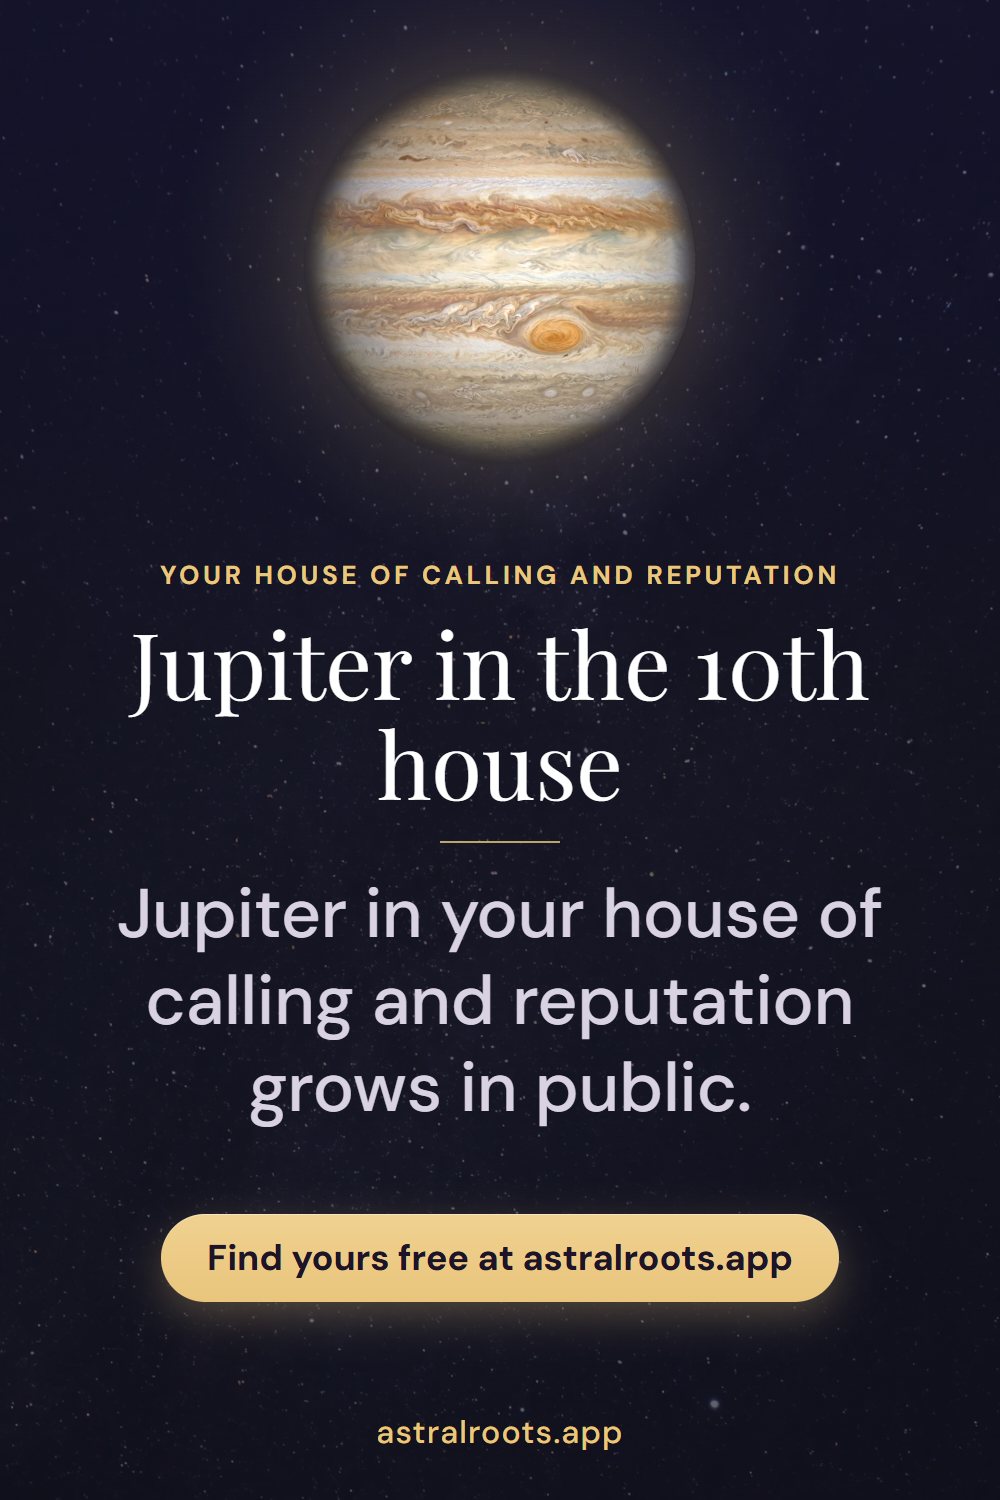 YOUR HOUSE OF CALLING AND REPUTATION
Jupiter in the 10th
house
Jupiter in your house of
calling and reputation
grows in public.
Find yours free at astralroots.app
astralroots.app